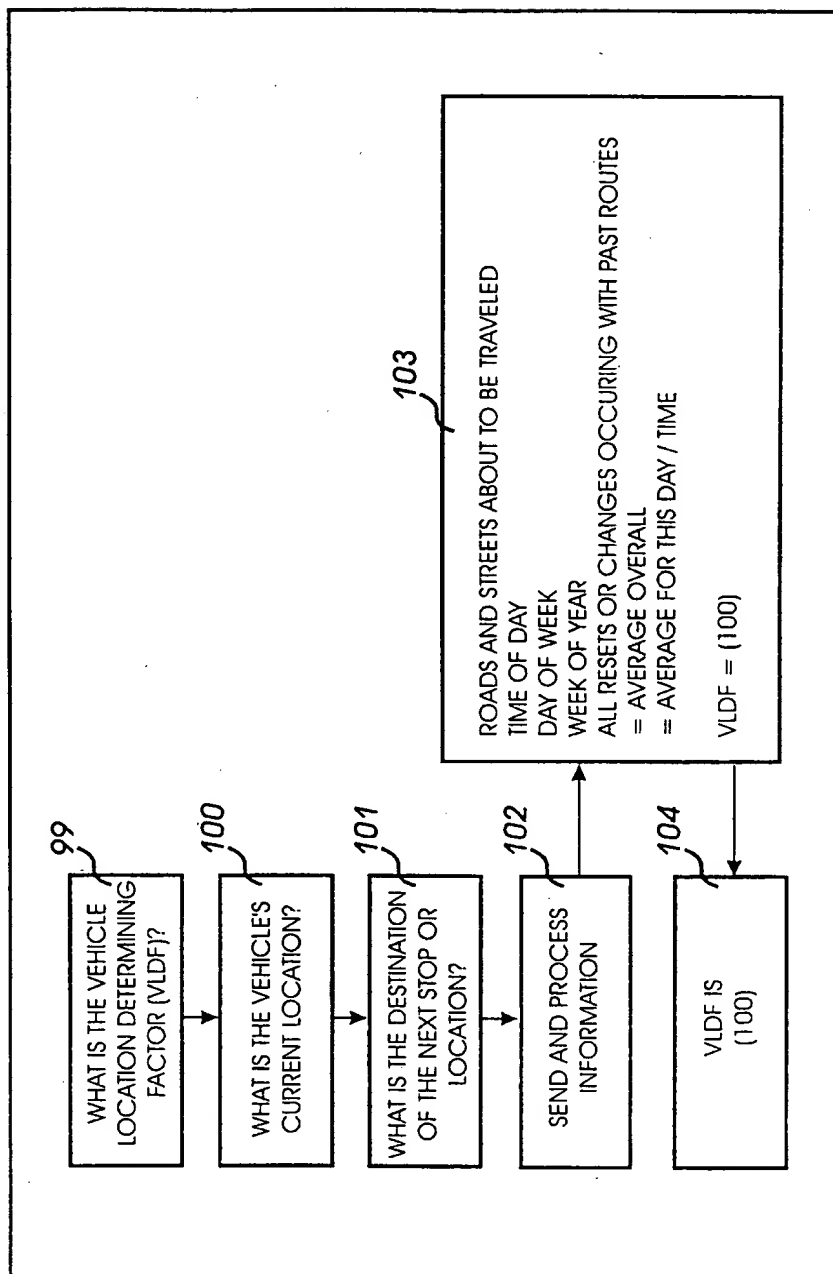 99
WHAT IS THE VEHICLE
LOCATION DETERMINING
FACTOR (VLDF)?
100
WHAT IS THE VEHICLE'S
CURRENT LOCATION?
101
WHAT IS THE DESTINATION
OF THE NEXT STOP OR
LOCATION?
102
SEND AND PROCESS
INFORMATION
103
ROADS AND STREETS ABOUT TO BE TRAVELED
TIME OF DAY
DAY OF WEEK
WEEK OF YEAR
ALL RESETS OR CHANGES OCCURING WITH PAST ROUTES
= AVERAGE OVERALL
= AVERAGE FOR THIS DAY / TIME
VLDF = (100)
104
VLDF IS
(100)